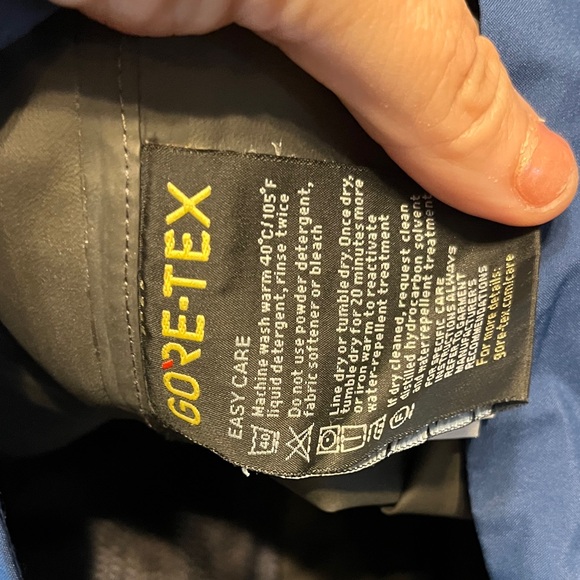 GORE-TEX
EASY CARE
Machine wash warm 40°C/105°F
liquid detergent, rinse twice
Do not use powder detergent,
fabric softener or bleach
Line dry or tumble dry. Once dry,
tumble dry for 20 minutes more
or iron warm to reactivate
water-repellent treatment
If dry cleaned, request clean
distilled hydrocarbon solvent
and water repellent treatment
FOR SPECIFIC CARE
INSTRUCTIONS ALWAYS
REFER TO GARMENT
MANUFACTURER'S
RECOMMENDATIONS
For more details:
gore-tex.com/care
40
F